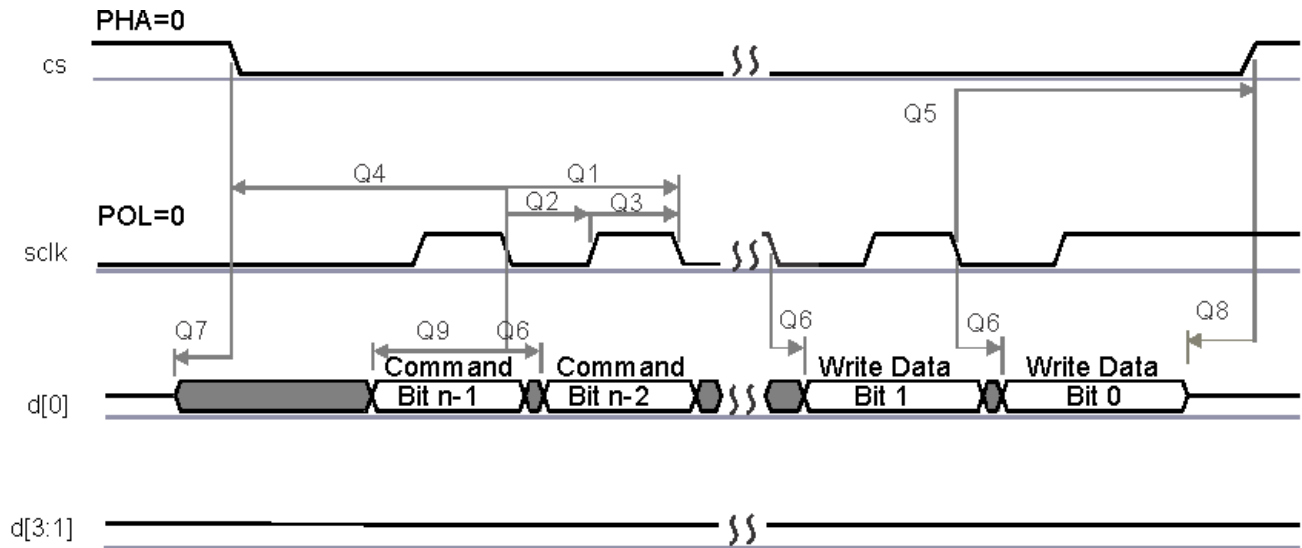 PHA=0
cs
Q5
Q4 Q1
Q2 Q3
POL=0
sclk
Q7 Q9 Q6 Q6 Q6 Q8
Command Command Write Data Write Data
d[0] Bit n-1 Bit n-2 Bit 1 Bit 0
d[3:1]